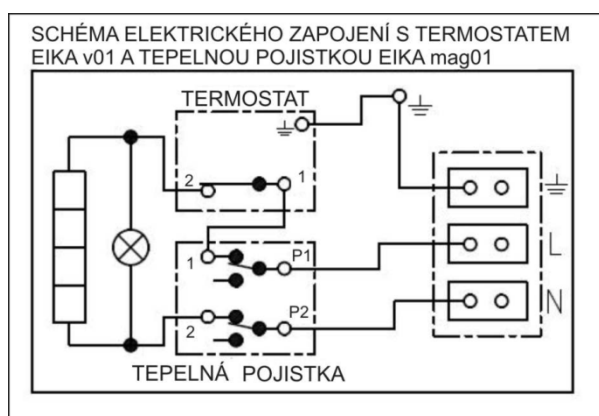 SCHÉMA ELEKTRICKÉHO ZAPOJENÍ S TERMOSTATEM
EIKA v01 A TEPELNOU POJISTKOU EIKA mag01
TERMOSTAT
2
1
1
P1
L
P2
N
2
TEPELNÁ POJISTKA